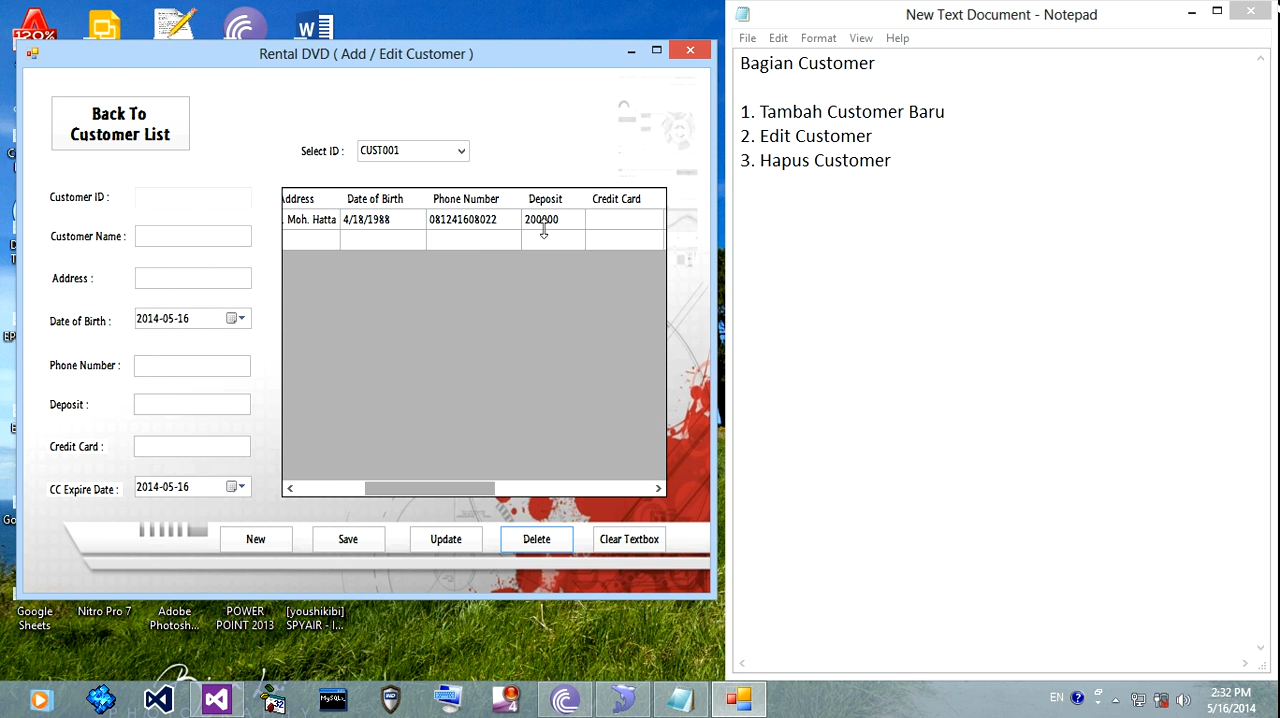 120%
Rental DVD ( Add / Edit Customer )
Back To
Customer List
Select ID :
CUST001
Customer ID :
Customer Name :
Address :
Date of Birth :
2014-05-16
Phone Number :
Deposit :
Credit Card :
CC Expire Date :
2014-05-16
ddress
Date of Birth
Phone Number
Deposit
Credit Card
. Moh. Hatta
4/18/1988
081241608022
200000
New
Save
Update
Delete
Clear Textbox
Google
Sheets
Nitro Pro 7
Adobe
Photosh...
POWER
POINT 2013
[youshikibi]
SPYAIR - I...
New Text Document - Notepad
File
Edit
Format
View
Help
Bagian Customer
1. Tambah Customer Baru
2. Edit Customer
3. Hapus Customer
EN
2:32 PM
5/16/2014